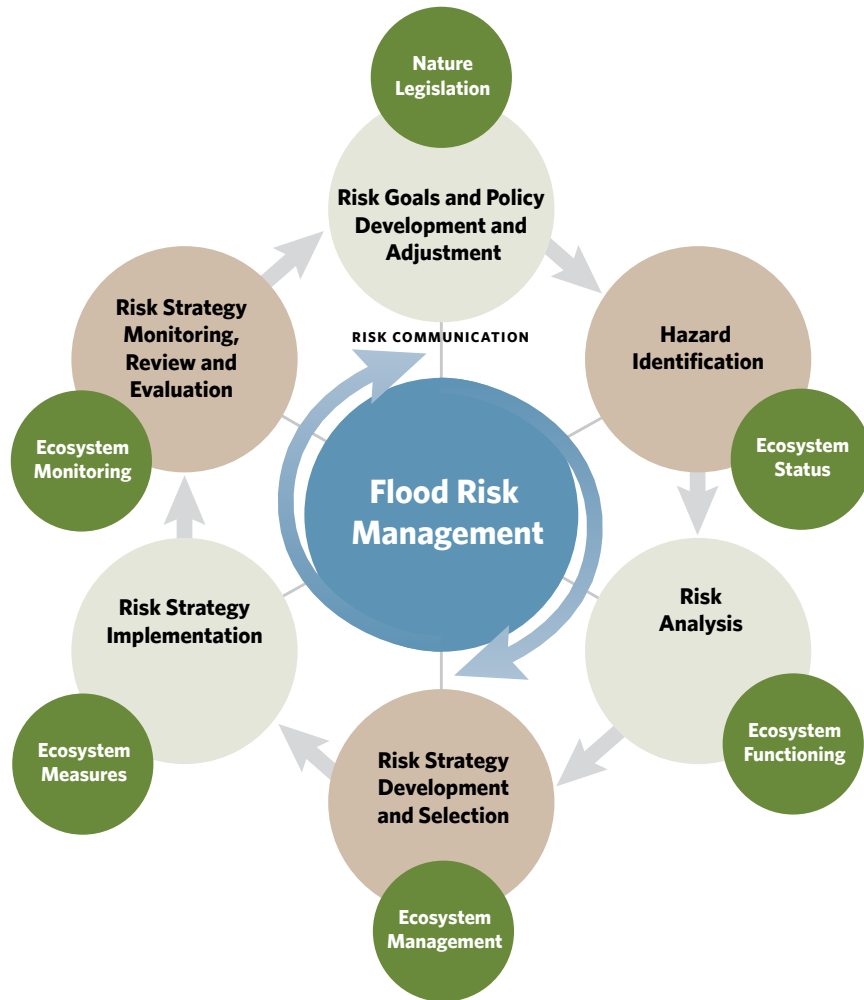 Nature
Legislation
Risk Goals and Policy
Development and
Adjustment
Hazard
Identification
Ecosystem
Status
Risk
Analysis
Ecosystem
Functioning
Risk Strategy
Development
and Selection
Ecosystem
Management
Risk Strategy
Implementation
Ecosystem
Measures
Risk Strategy
Monitoring,
Review and
Evaluation
Ecosystem
Monitoring
RISK COMMUNICATION
Flood Risk
Management